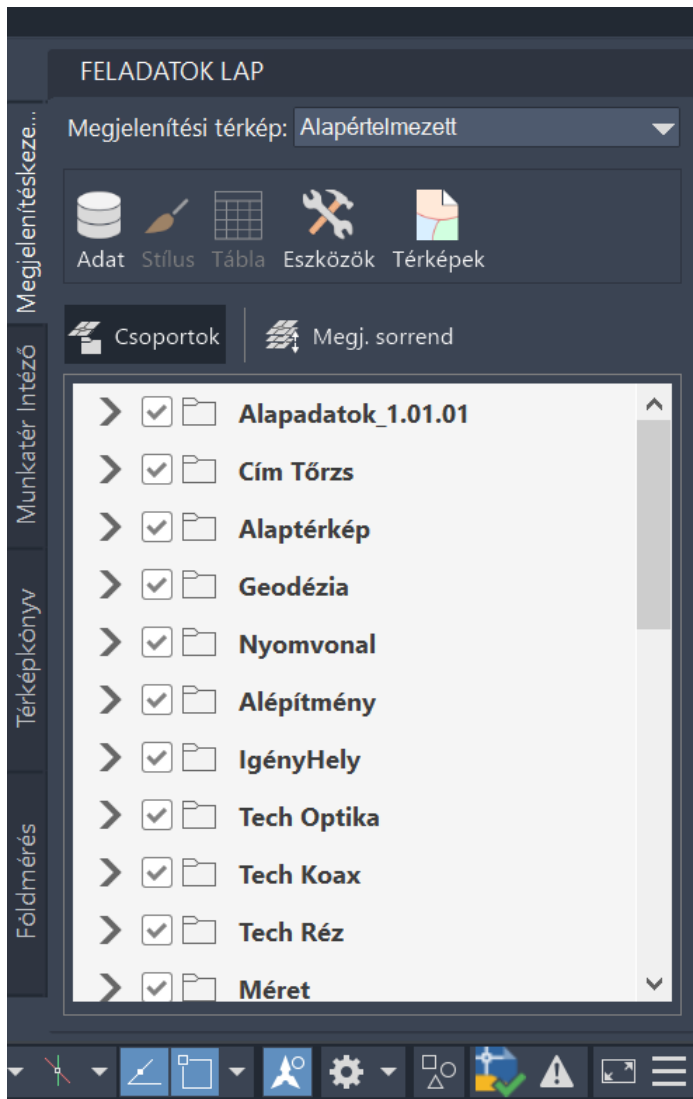 FELADATOK LAP
Megjelenítési térkép: Alapértelmezett
Adat Stílus Tábla Eszközök Térképek
Csoportok Megj. sorrend
Alapadatok_1.01.01
Cím Tőrzs
Alaptérkép
Geodézia
Nyomvonal
Alépítmény
IgényHely
Tech Optika
Tech Koax
Tech Réz
Méret
Megjelenítéskeze...
Munkatér Intéző
Térképkönyv
Földmérés